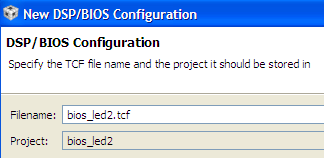 New DSP/BIOS Configuration
DSP/BIOS Configuration
Specify the TCF file name and the project it should be stored in
Filename: bios_led2.tcf
Project: bios_led2